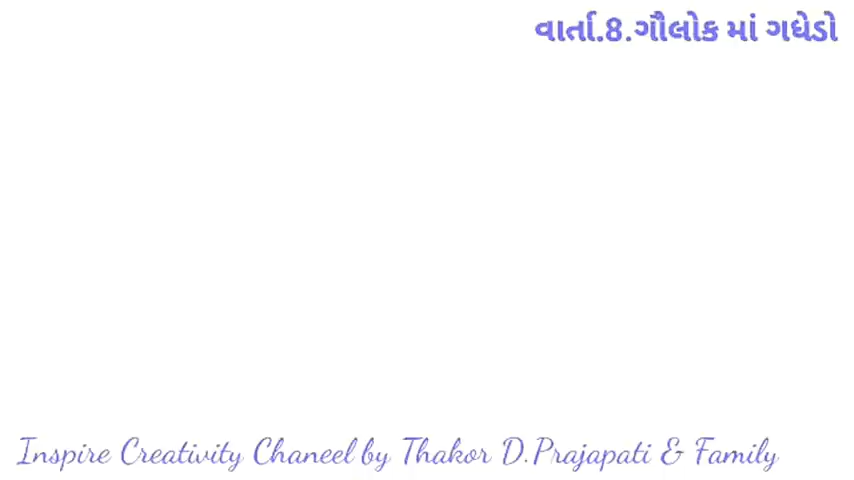 વાર્તા.8.ગૌલોક માં ગધેડો
Inspire Creativity Chaneel by Thakor D.Prajapati & Family